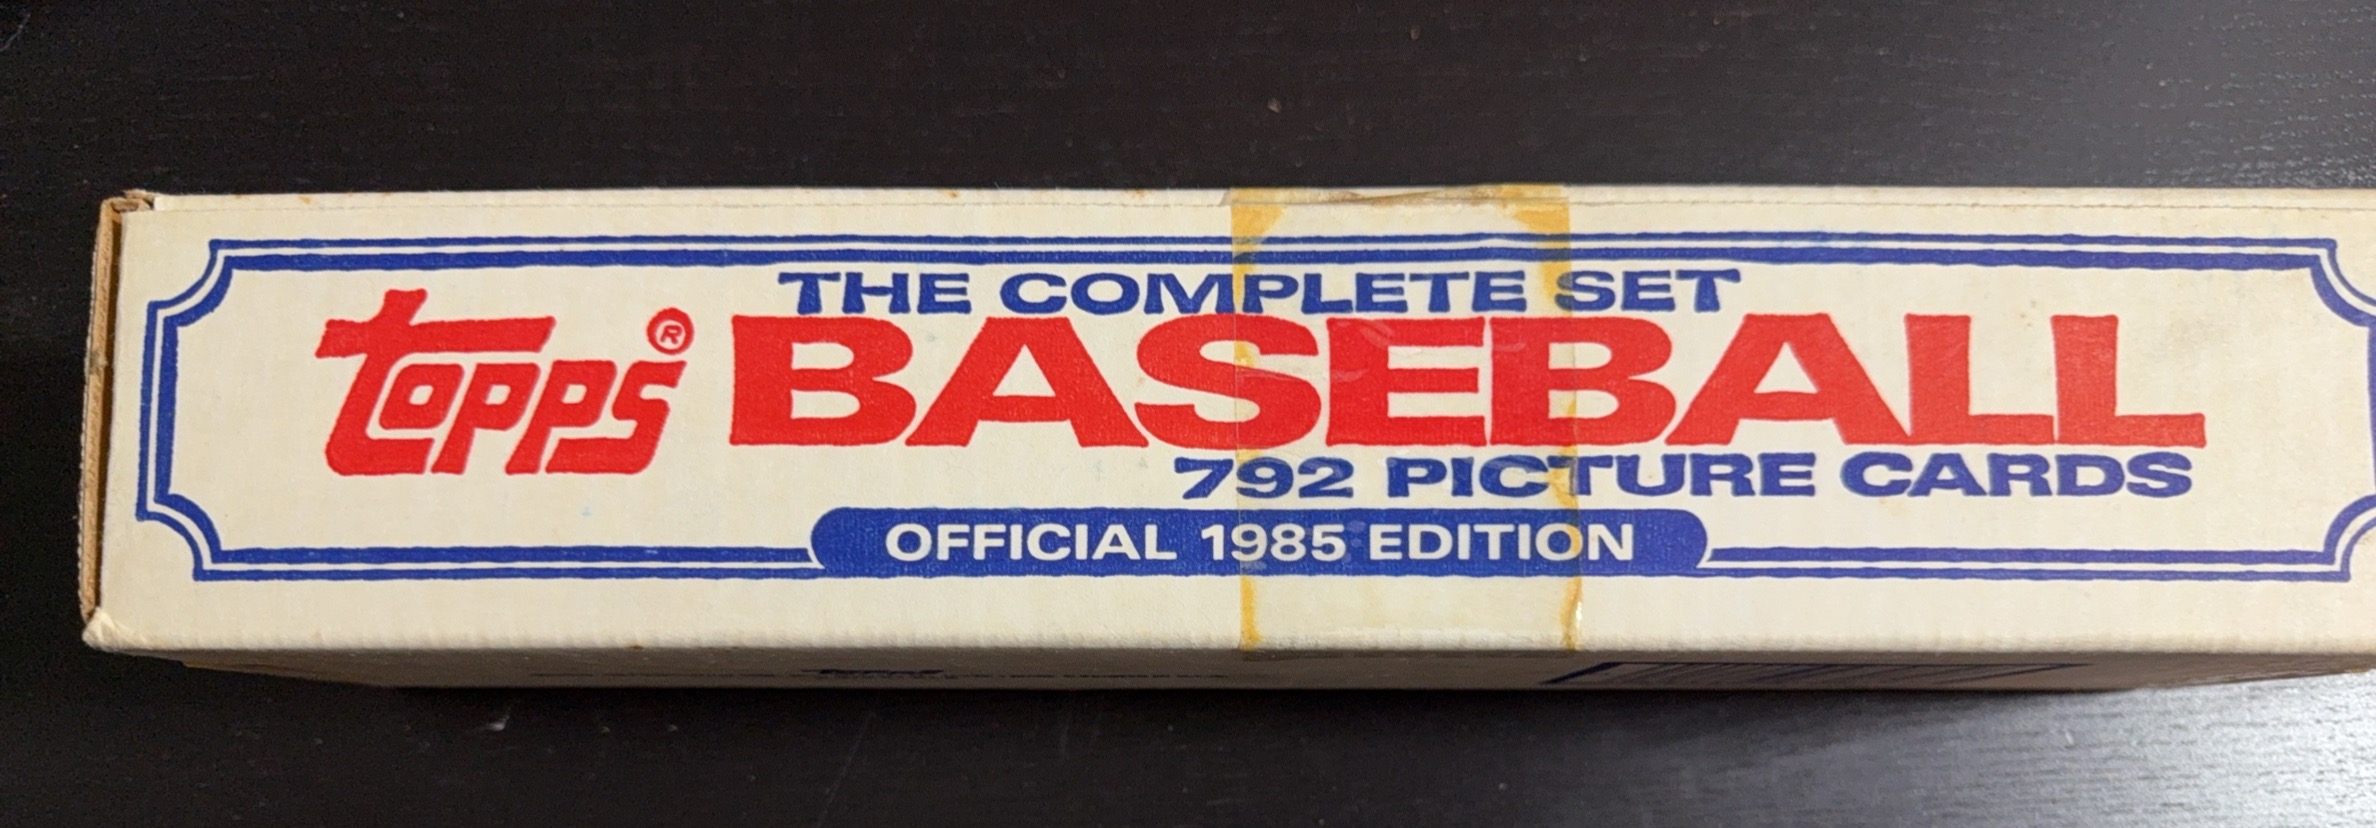 THE COMPLETE SET
Topps® BASEBALL
792 PICTURE CARDS
OFFICIAL 1985 EDITION